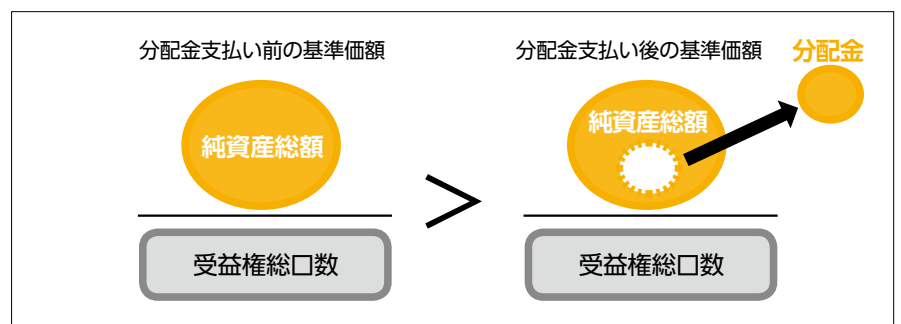 分配金支払い前の基準価額
純資産総額
受益権総口数
>
分配金支払い後の基準価額
分配金
純資産総額
受益権総口数